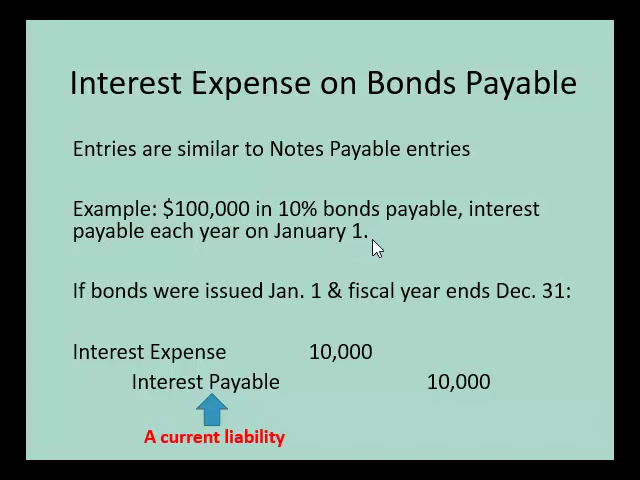 Interest Expense on Bonds Payable
Entries are similar to Notes Payable entries
Example: $100,000 in 10% bonds payable, interest
payable each year on January 1.
If bonds were issued Jan. 1 & fiscal year ends Dec. 31:
Interest Expense 10,000
Interest Payable 10,000
A current liability